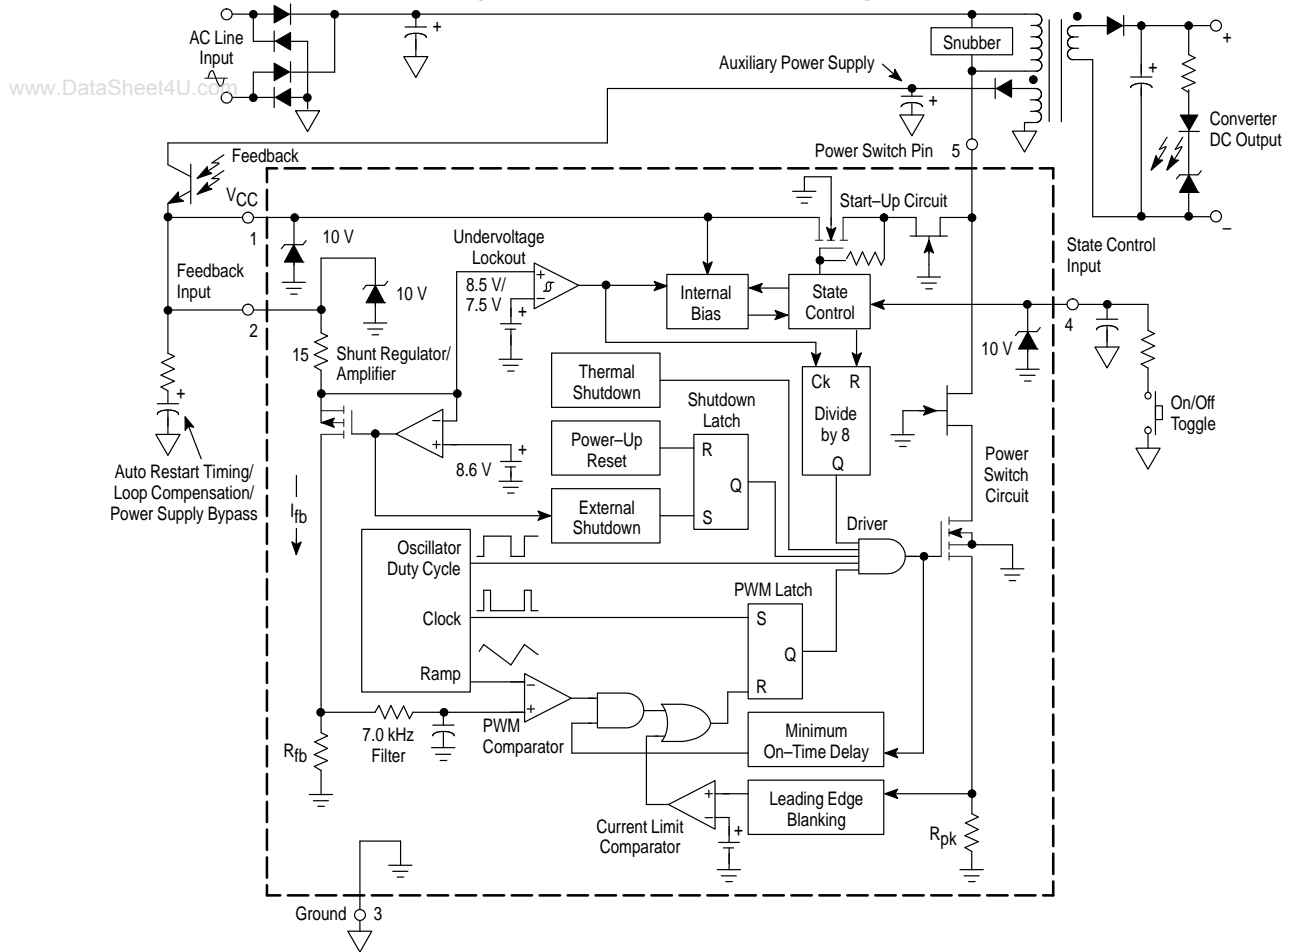 AC Line
Input
www.DataSheet4U.com
+
Snubber
Auxiliary Power Supply
+
+
+
Converter
DC Output
–
Feedback
Power Switch Pin
5
VCC
1
10 V
Start–Up Circuit
State Control
Input
Undervoltage
Lockout
Feedback
Input
2
10 V
8.5 V/
7.5 V
+
–
+
Internal
Bias
State
Control
4
10 V
15
Shunt Regulator/
Amplifier
Thermal
Shutdown
Ck
R
Divide
by 8
Q
On/Off
Toggle
+
–
+
+
8.6 V
Shutdown
Latch
Power–Up
Reset
R
Q
S
External
Shutdown
Power
Switch
Circuit
Auto Restart Timing/
Loop Compensation/
Power Supply Bypass
Ifb
Driver
Oscillator
Duty Cycle
Clock
Ramp
PWM Latch
S
Q
R
–
+
7.0 kHz
Filter
PWM
Comparator
Rfb
Minimum
On–Time Delay
Leading Edge
Blanking
+
–
+
Current Limit
Comparator
Rpk
Ground
3